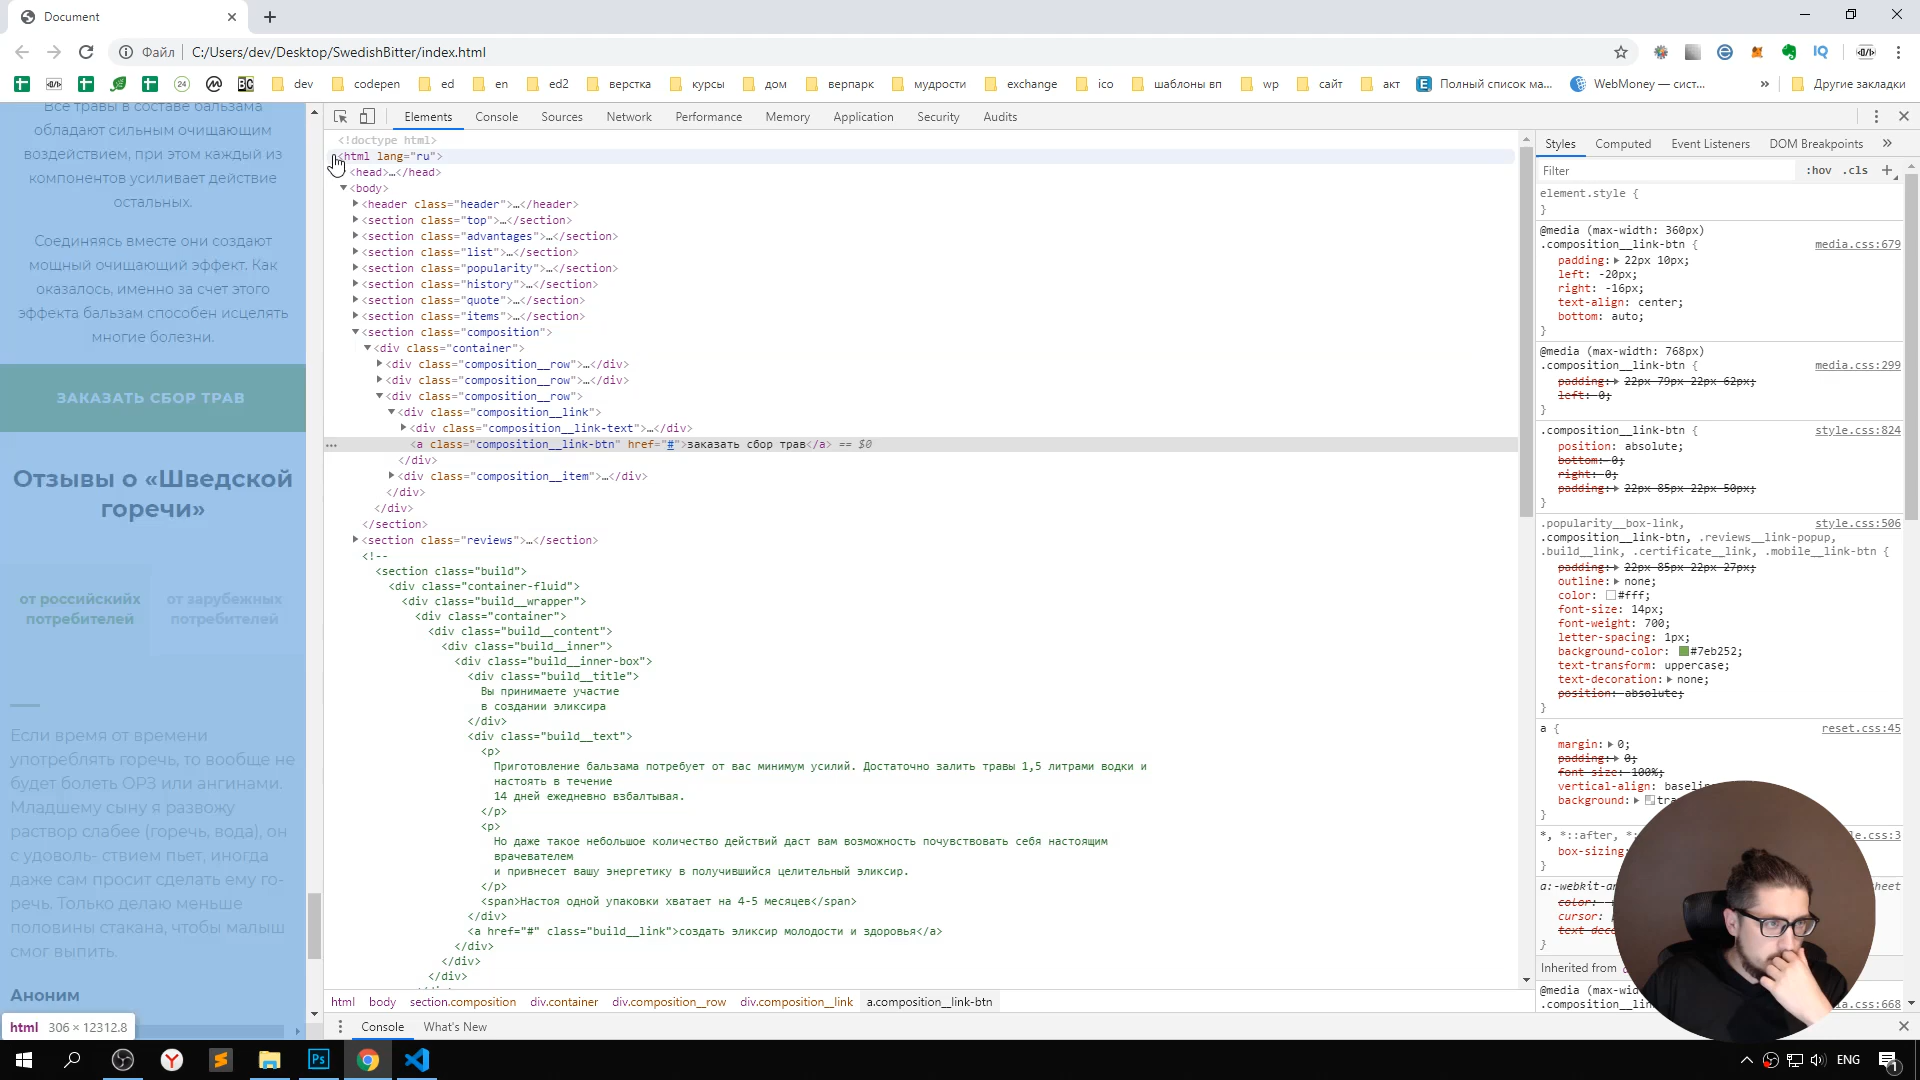 Document
Файл
C:/Users/dev/Desktop/SwedishBitter/index.html
IQ
24
BC
dev
codepen
ed
en
ed2
верстка
курсы
дом
верпарк
мудрости
exchange
ico
шаблоны вп
wp
сайт
акт
Полный список ма...
WebMoney — сист...
»
Другие закладки
Все травы в составе бальзама
обладают сильным очищающим
воздействием, при этом каждый из
компонентов усиливает действие
остальных.
Соединяясь вместе они создают
мощный очищающий эффект. Как
оказалось, именно за счет этого
эффекта бальзам способен исцелять
многие болезни.
ЗАКАЗАТЬ СБОР ТРАВ
Отзывы о «Шведской
горечи»
от российскийх
потребителей
от зарубежных
потребителей
Если время от времени
употреблять горечь, то вообще не
будет болеть ОРЗ или ангинами.
Младшему сыну я развожу
раствор слабее (горечь, вода), он
с удоволь- ствием пьет, иногда
даже сам просит сделать ему го-
речь. Только делаю меньше
половины стакана, чтобы малыш
смог выпить.
Аноним
html 306 × 12312.8
Elements
Console
Sources
Network
Performance
Memory
Application
Security
Audits
<!doctype html>
<html lang="ru">
<head>…</head>
<body>
<header class="header">…</header>
<section class="top">…</section>
<section class="advantages">…</section>
<section class="list">…</section>
<section class="popularity">…</section>
<section class="history">…</section>
<section class="quote">…</section>
<section class="items">…</section>
<section class="composition">
<div class="container">
<div class="composition__row">…</div>
<div class="composition__row">…</div>
<div class="composition__row">
<div class="composition__link">
<div class="composition__link-text">…</div>
<a class="composition__link-btn" href="#">заказать сбор трав</a> == $0
</div>
<div class="composition__item">…</div>
</div>
</div>
</section>
<section class="reviews">…</section>
<!--
<section class="build">
<div class="container-fluid">
<div class="build__wrapper">
<div class="container">
<div class="build__content">
<div class="build__inner">
<div class="build__inner-box">
<div class="build__title">
Вы принимаете участие
в создании эликсира
</div>
<div class="build__text">
<p>
Приготовление бальзама потребует от вас минимум усилий. Достаточно залить травы 1,5 литрами водки и
настоять в течение
14 дней ежедневно взбалтывая.
</p>
<p>
Но даже такое небольшое количество действий даст вам возможность почувствовать себя настоящим
врачевателем
и привнесет вашу энергетику в получившийся целительный эликсир.
</p>
<span>Настоя одной упаковки хватает на 4-5 месяцев</span>
</div>
<a href="#" class="build__link">создать эликсир молодости и здоровья</a>
</div>
</div>
</div>
html
body
section.composition
div.container
div.composition__row
div.composition__link
a.composition__link-btn
Console
What's New
Styles
Computed
Event Listeners
DOM Breakpoints
»
Filter
:hov
.cls
+
element.style {
}
@media (max-width: 360px)
.composition__link-btn { media.css:679
padding: 22px 10px;
left: -20px;
right: -16px;
text-align: center;
bottom: auto;
}
@media (max-width: 768px)
.composition__link-btn { media.css:299
padding: 22px 79px 22px 62px;
left: 0;
}
.composition__link-btn { style.css:824
position: absolute;
bottom: 0;
right: 0;
padding: 22px 85px 22px 50px;
}
.popularity__box-link, style.css:506
.composition__link-btn, .reviews__link-popup,
.build__link, .certificate__link, .mobile__link-btn {
padding: 22px 85px 22px 27px;
outline: none;
color: #fff;
font-size: 14px;
font-weight: 700;
letter-spacing: 1px;
background-color: #7eb252;
text-transform: uppercase;
text-decoration: none;
position: absolute;
}
a { reset.css:45
margin: 0;
padding: 0;
font-size: 100%;
vertical-align:
background:
}
*, *::after,
box-sizing:
}
color:
cursor:
}
Inherited from
.css:668
ENG
1